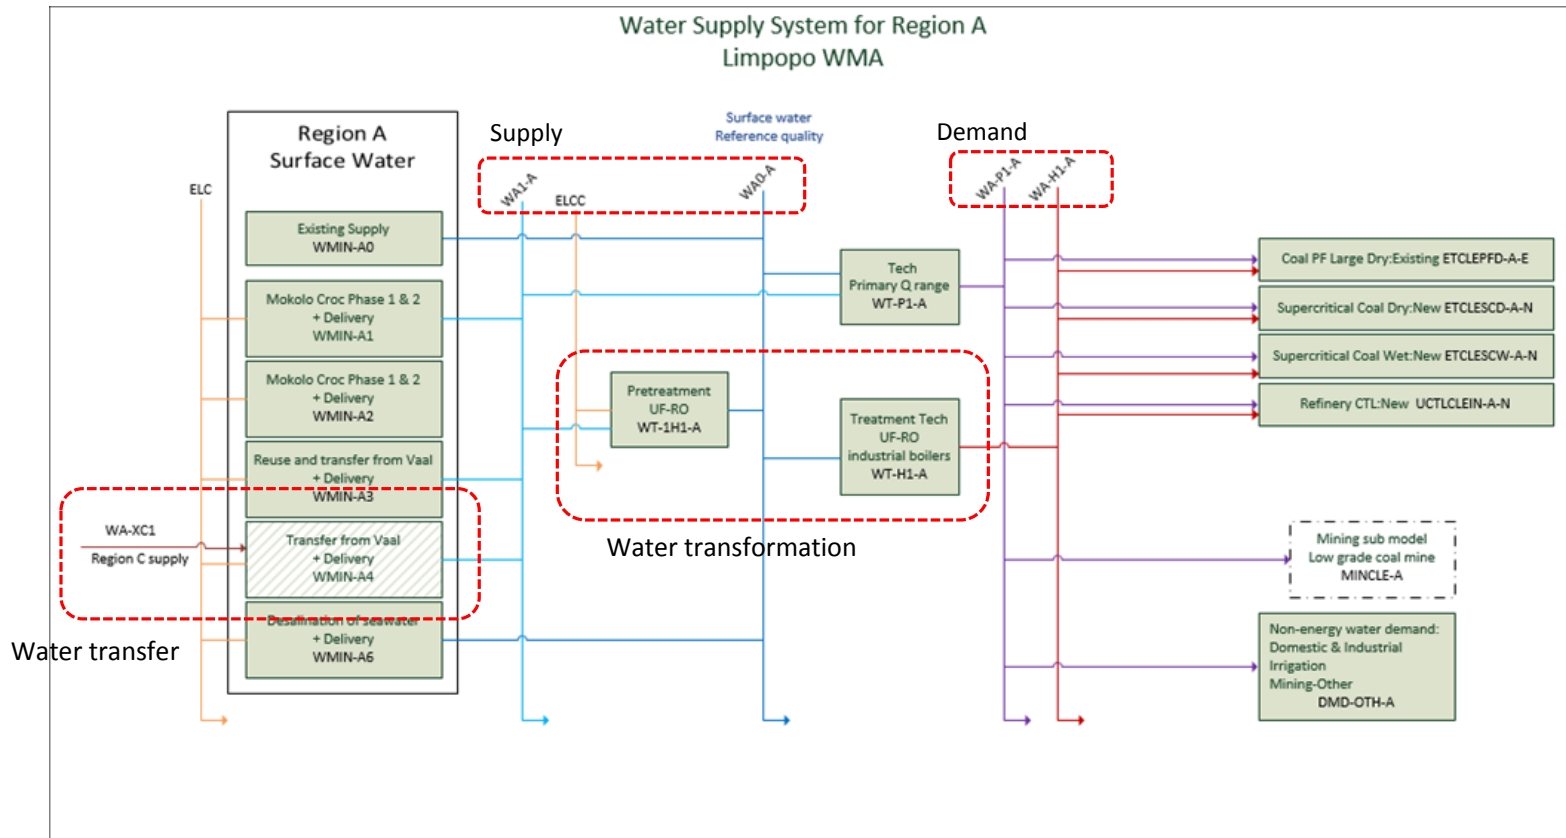 Water Supply System for Region A
Limpopo WMA
Region A
Surface Water
Supply
Surface water
Reference quality
Demand
ELC
WA1-A
ELCC
WA0-A
WA-P1-A
WA-H1-A
Existing Supply
WMIN-A0
Mokolo Croc Phase 1 & 2
+ Delivery
WMIN-A1
Mokolo Croc Phase 1 & 2
+ Delivery
WMIN-A2
Reuse and transfer from Vaal
+ Delivery
WMIN-A3
WA-XC1
Region C supply
Transfer from Vaal
+ Delivery
WMIN-A4
Desalination of seawater
+ Delivery
WMIN-A6
Water transfer
Pretreatment
UF-RO
WT-1H1-A
Tech
Primary Q range
WT-P1-A
Treatment Tech
UF-RO
industrial boilers
WT-H1-A
Water transformation
Coal PF Large Dry:Existing ETCLEPFD-A-E
Supercritical Coal Dry:New ETCLESCD-A-N
Supercritical Coal Wet:New ETCLESCW-A-N
Refinery CTL:New UCTLCLEIN-A-N
Mining sub model
Low grade coal mine
MINCLE-A
Non-energy water demand:
Domestic & Industrial
Irrigation
Mining-Other
DMD-OTH-A